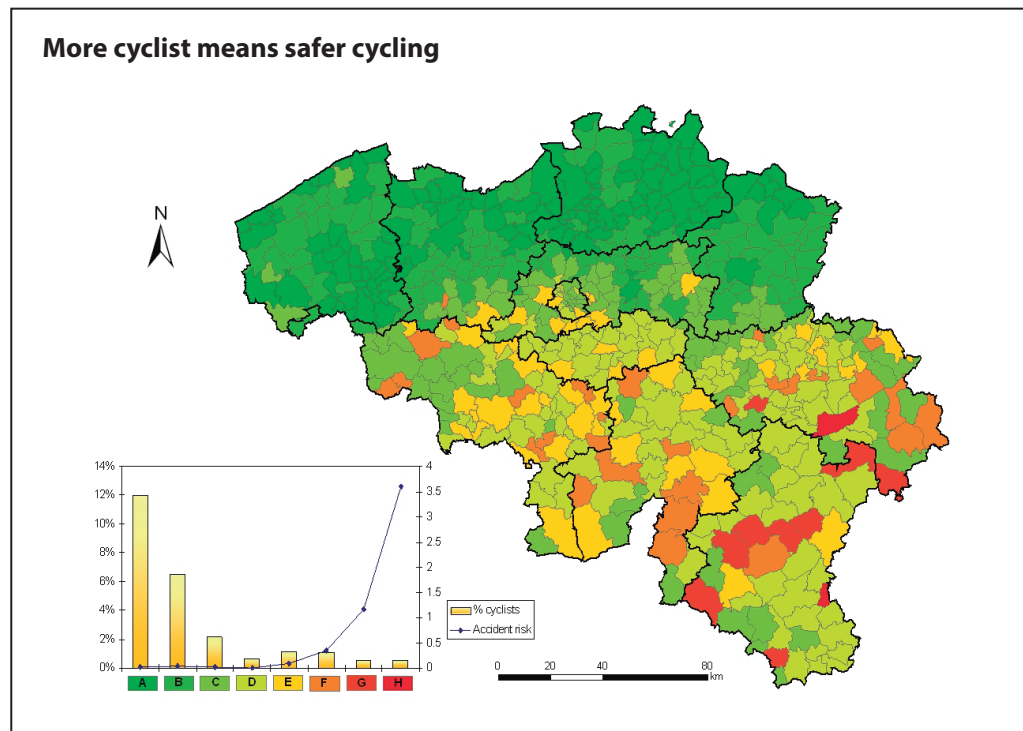 More cyclist means safer cycling
N
14%
12%
10%
8%
6%
4%
2%
0%
4
3.5
3
2.5
2
1.5
1
0.5
0
% cyclists
Accident risk
A B C D E F G H
0 20 40 80
km